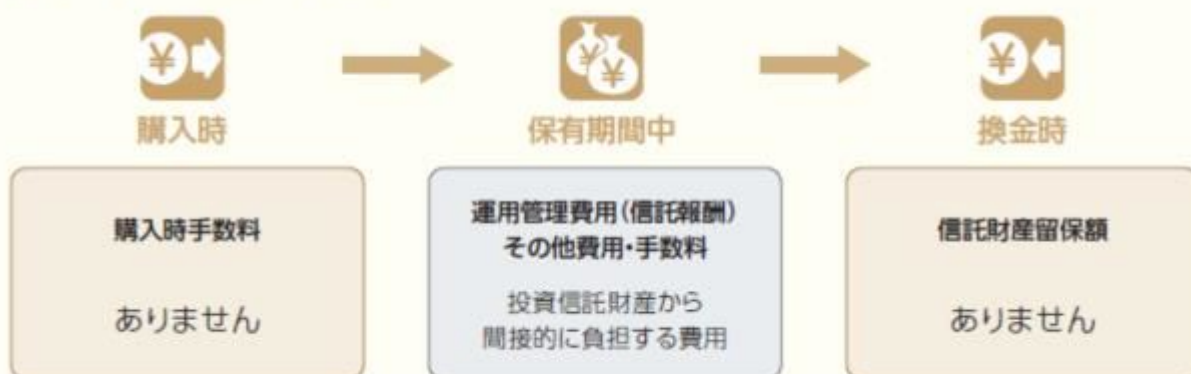 購入時
保有期間中
換金時
購入時手数料
ありません
運用管理費用(信託報酬)
その他費用・手数料
投資信託財産から
間接的に負担する費用
信託財産留保額
ありません